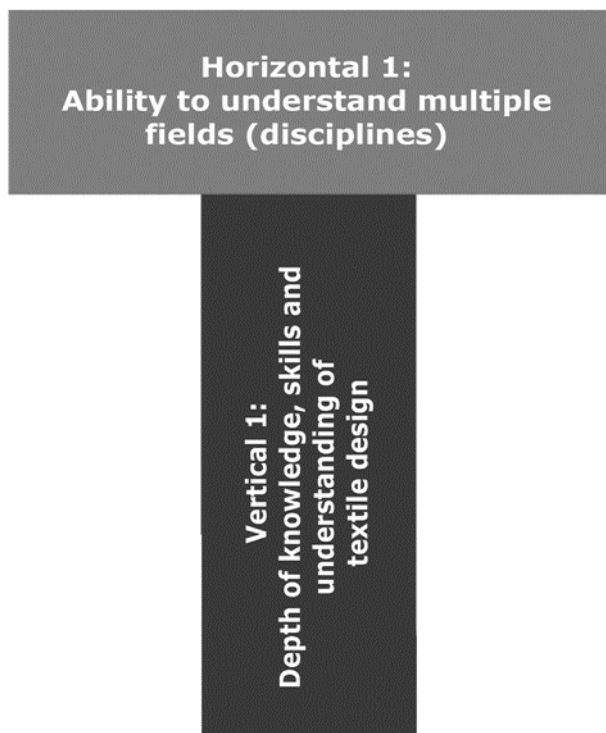 Horizontal 1:
Ability to understand multiple
fields (disciplines)
Vertical 1:
Depth of knowledge, skills and
understanding of
textile design